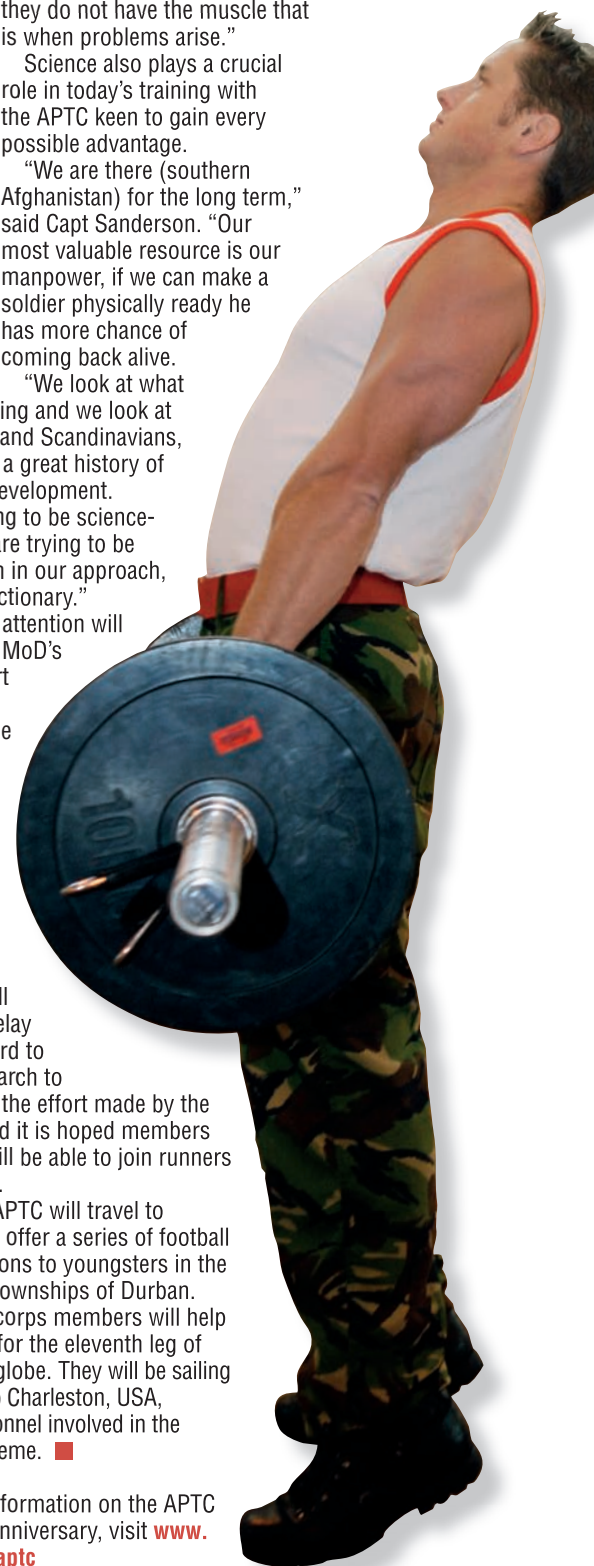 they do not have the muscle that
is when problems arise.”
Science also plays a crucial
role in today’s training with
the APTC keen to gain every
possible advantage.
“We are there (southern
Afghanistan) for the long term,”
said Capt Sanderson. “Our
most valuable resource is our
manpower, if we can make a
soldier physically ready he
has more chance of
coming back alive.
“We look at what
ing and we look at
and Scandinavians,
a great history of
evelopment.
ng to be science-
are trying to be
n in our approach,
ctionary.”
attention will
MoD’s
rt
e
10
ll
elay
rd to
arch to
the effort made by the
d it is hoped members
ill be able to join runners
.
APTC will travel to
offer a series of football
ons to youngsters in the
ownships of Durban.
corps members will help
for the eleventh leg of
globe. They will be sailing
Charleston, USA,
onnel involved in the
eme.
formation on the APTC
nniversary, visit www.
aptc